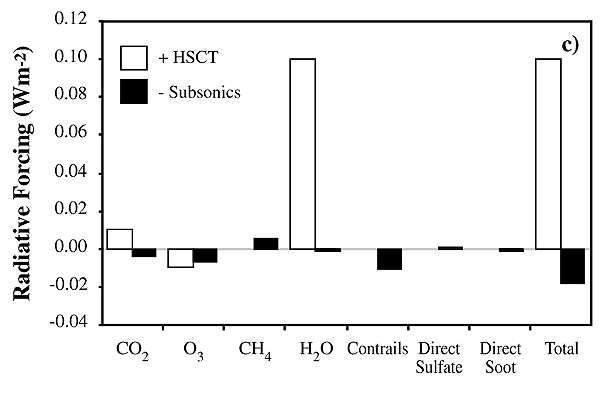 0.12
c)
0.10
+ HSCT
0.08
- Subsonics
0.06
0.04
0.02
0.00
-0.02
-0.04
Radiative Forcing (Wm-2)
CO2 O3 CH4 H2O Contrails Direct Sulfate Direct Soot Total